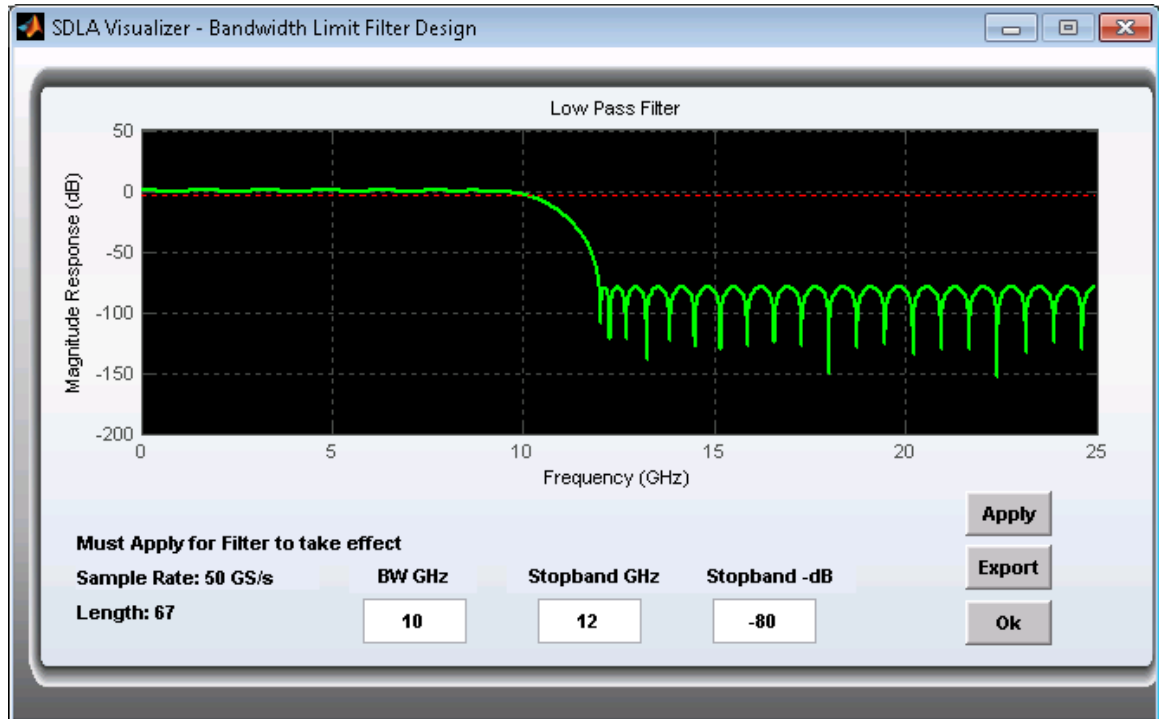 SDLA Visualizer - Bandwidth Limit Filter Design
Low Pass Filter
50
0
-50
-100
-150
-200
Magnitude Response (dB)
0 5 10 15 20 25
Frequency (GHz)
Must Apply for Filter to take effect
Sample Rate: 50 GS/s
Length: 67
BW GHz
10
Stopband GHz
12
Stopband -dB
-80
Apply
Export
Ok